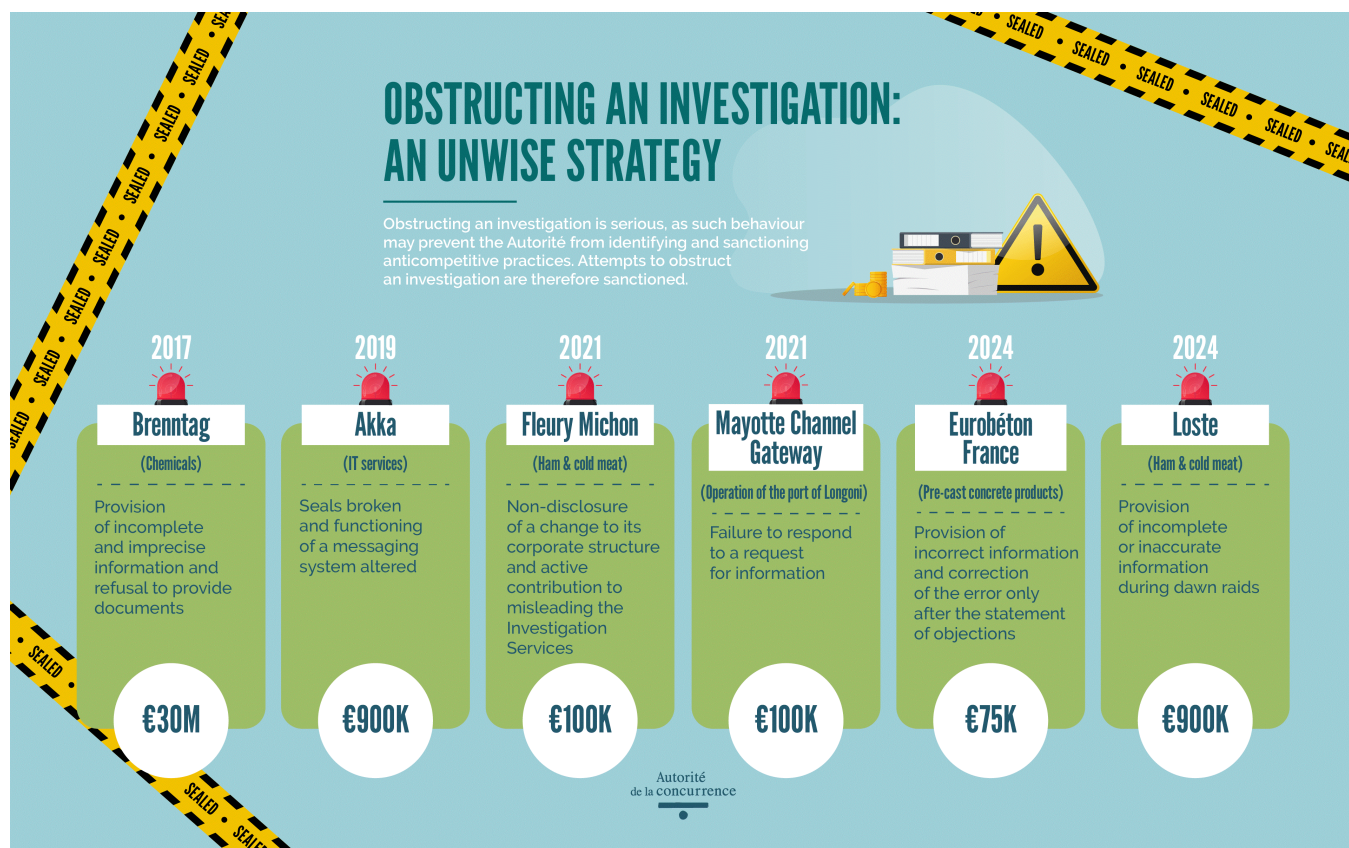 SEALED • SEALED • SEALED • SEALED • SEALED • SEALED • SEALED • SEALED
SEALED • SEALED • SEALED • SEALED • SEALED • SEAL
OBSTRUCTING AN INVESTIGATION:
AN UNWISE STRATEGY
Obstructing an investigation is serious, as such behaviour
may prevent the Autorité from identifying and sanctioning
anticompetitive practices. Attempts to obstruct
an investigation are therefore sanctioned.
2017
Brenntag
(Chemicals)
Provision
of incomplete
and imprecise
information and
refusal to provide
documents
€30M
2019
Akka
(IT services)
Seals broken
and functioning
of a messaging
system altered
€900K
2021
Fleury Michon
(Ham & cold meat)
Non-disclosure
of a change to its
corporate structure
and active
contribution to
misleading the
Investigation
Services
€100K
2021
Mayotte Channel
Gateway
(Operation of the port of Longoni)
Failure to respond
to a request
for information
€100K
2024
Eurobéton
France
(Pre-cast concrete products)
Provision of
incorrect information
and correction
of the error only
after the statement
of objections
€75K
2024
Loste
(Ham & cold meat)
Provision
of incomplete
or inaccurate
information
during dawn raids
€900K
• SEALED •
SEALED • SEALED
Autorité
de la concurrence